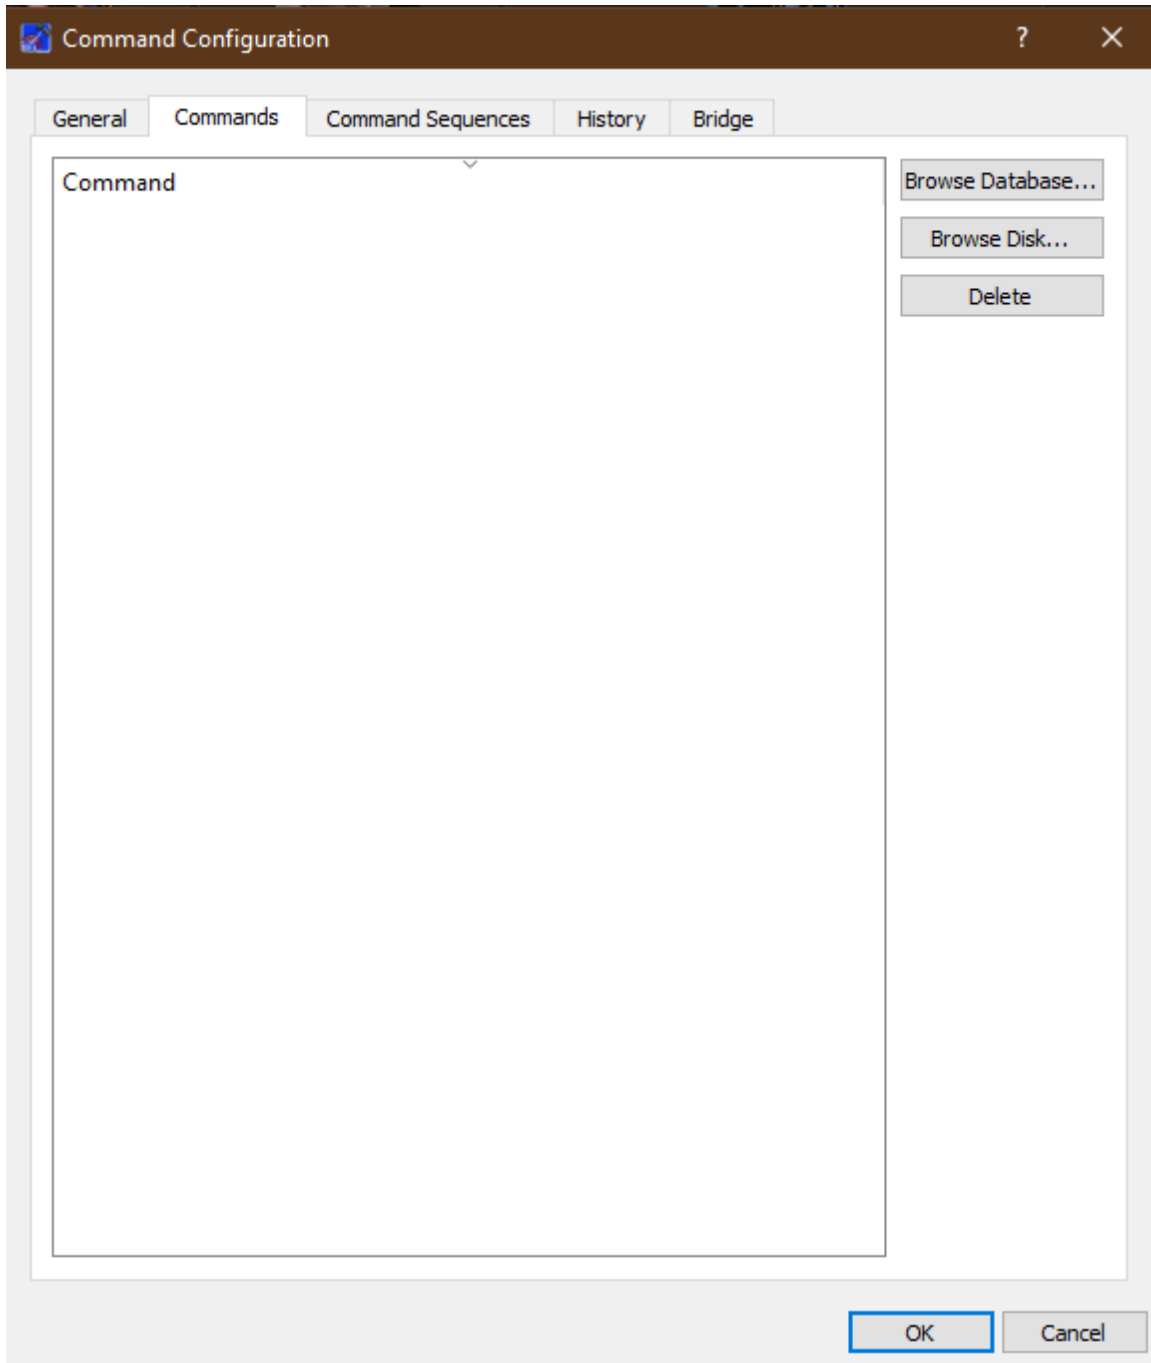 Command Configuration
?
General Commands Command Sequences History Bridge
Command
Browse Database...
Browse Disk...
Delete
OK Cancel